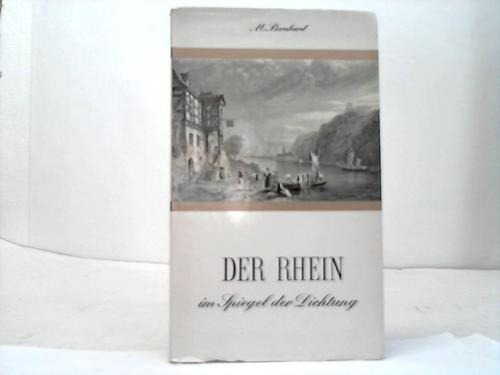 M. Bernhard
DER RHEIN
im Spiegel der Dichtung